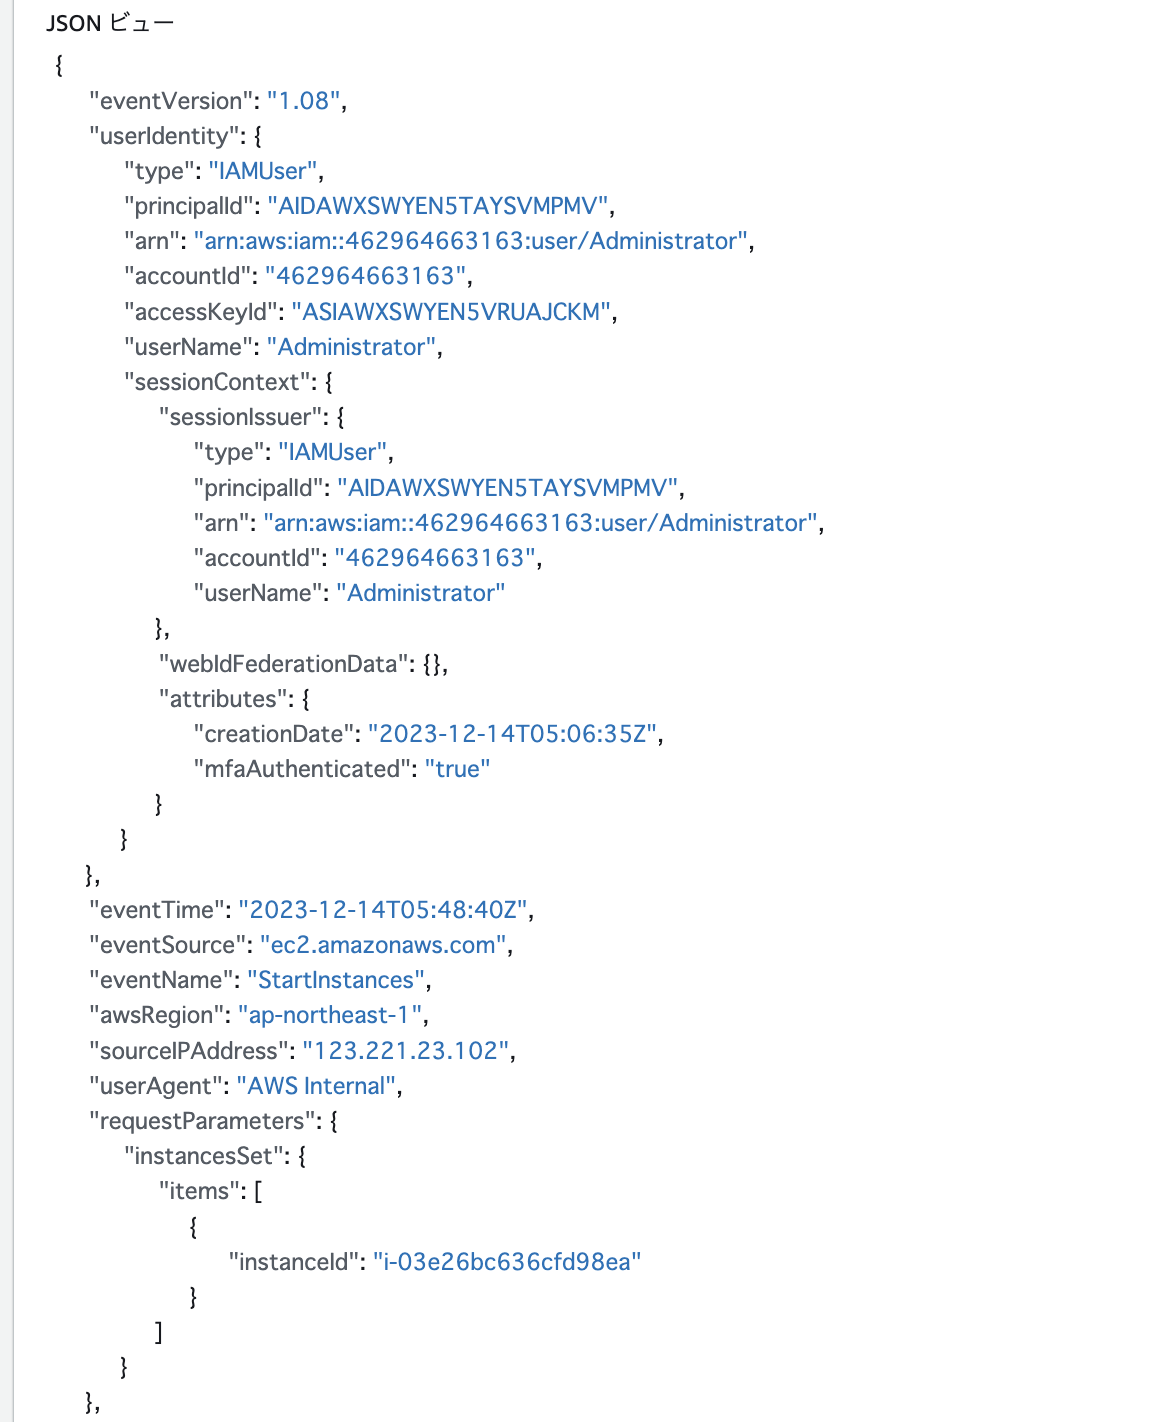 JSON ビュー
{
"eventVersion": "1.08",
"userIdentity": {
"type": "IAMUser",
"principalId": "AIDAWXSWYEN5TAYSVMPMV",
"arn": "arn:aws:iam::462964663163:user/Administrator",
"accountId": "462964663163",
"accessKeyId": "ASIAWXSWYEN5VRUAJCKM",
"userName": "Administrator",
"sessionContext": {
"sessionIssuer": {
"type": "IAMUser",
"principalId": "AIDAWXSWYEN5TAYSVMPMV",
"arn": "arn:aws:iam::462964663163:user/Administrator",
"accountId": "462964663163",
"userName": "Administrator"
},
"webIdFederationData": {},
"attributes": {
"creationDate": "2023-12-14T05:06:35Z",
"mfaAuthenticated": "true"
}
}
},
"eventTime": "2023-12-14T05:48:40Z",
"eventSource": "ec2.amazonaws.com",
"eventName": "StartInstances",
"awsRegion": "ap-northeast-1",
"sourceIPAddress": "123.221.23.102",
"userAgent": "AWS Internal",
"requestParameters": {
"instancesSet": {
"items": [
{
"instanceId": "i-03e26bc636cfd98ea"
}
]
}
},